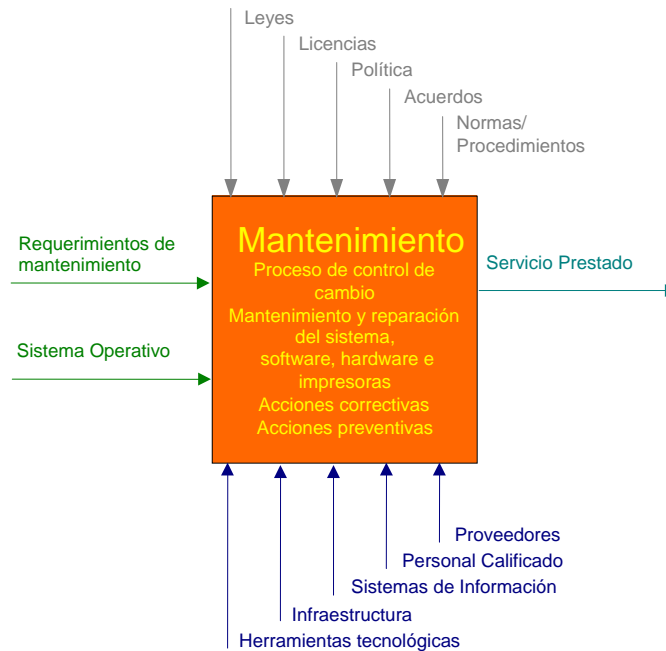 Leyes
Licencias
Política
Acuerdos
Normas/
Procedimientos
Requerimientos de
mantenimiento
Sistema Operativo
Mantenimiento
Proceso de control de
cambio
Mantenimiento y reparación
del sistema,
software, hardware e
impresoras
Acciones correctivas
Acciones preventivas
Servicio Prestado
Proveedores
Personal Calificado
Sistemas de Información
Infraestructura
Herramientas tecnológicas